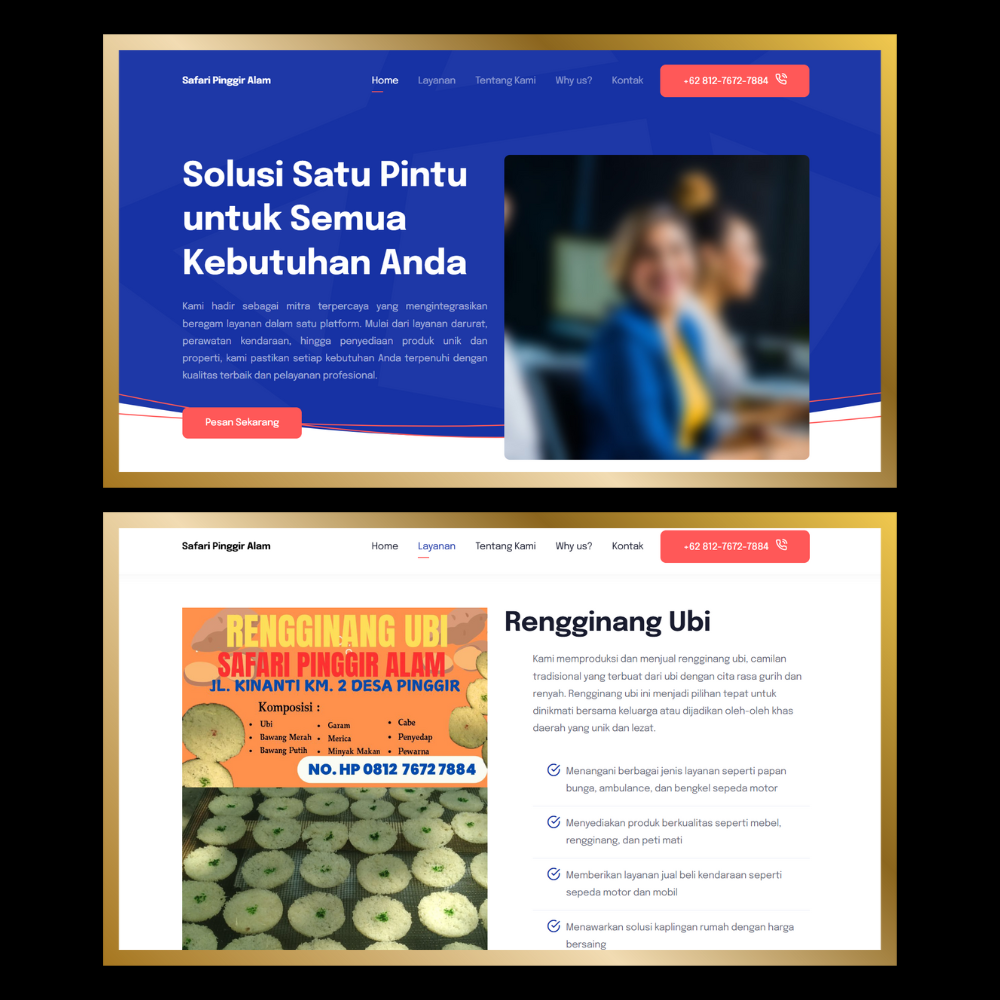 Safari Pinggir Alam
Home Layanan Tentang Kami Why us? Kontak +62 812-7672-7884
Solusi Satu Pintu
untuk Semua
Kebutuhan Anda
Kami hadir sebagai mitra terpercaya yang mengintegrasikan
beragam layanan dalam satu platform. Mulai dari layanan darurat,
perawatan kendaraan, hingga penyediaan produk unik dan
properti, kami pastikan setiap kebutuhan Anda terpenuhi dengan
kualitas terbaik dan pelayanan profesional.
Pesan Sekarang
Safari Pinggir Alam
Home Layanan Tentang Kami Why us? Kontak +62 812-7672-7884
RENGGINANG UBI
SAFARI PINGGIR ALAM
JL. KINANTI KM. 2 DESA PINGGIR
Komposisi :
• Ubi • Garam • Cabe
• Bawang Merah • Merica • Penyedap
• Bawang Putih • Minyak Makan • Pewarna
NO. HP 0812 7672 7884
Rengginang Ubi
Kami memproduksi dan menjual rengginang ubi, camilan
tradisional yang terbuat dari ubi dengan cita rasa gurih dan
renyah. Rengginang ubi ini menjadi pilihan tepat untuk
dinikmati bersama keluarga atau dijadikan oleh-oleh khas
daerah yang unik dan lezat.
Menangani berbagai jenis layanan seperti papan
bunga, ambulance, dan bengkel sepeda motor
Menyediakan produk berkualitas seperti mebel,
rengginang, dan peti mati
Memberikan layanan jual beli kendaraan seperti
sepeda motor dan mobil
Menawarkan solusi kaplingan rumah dengan harga
bersaing